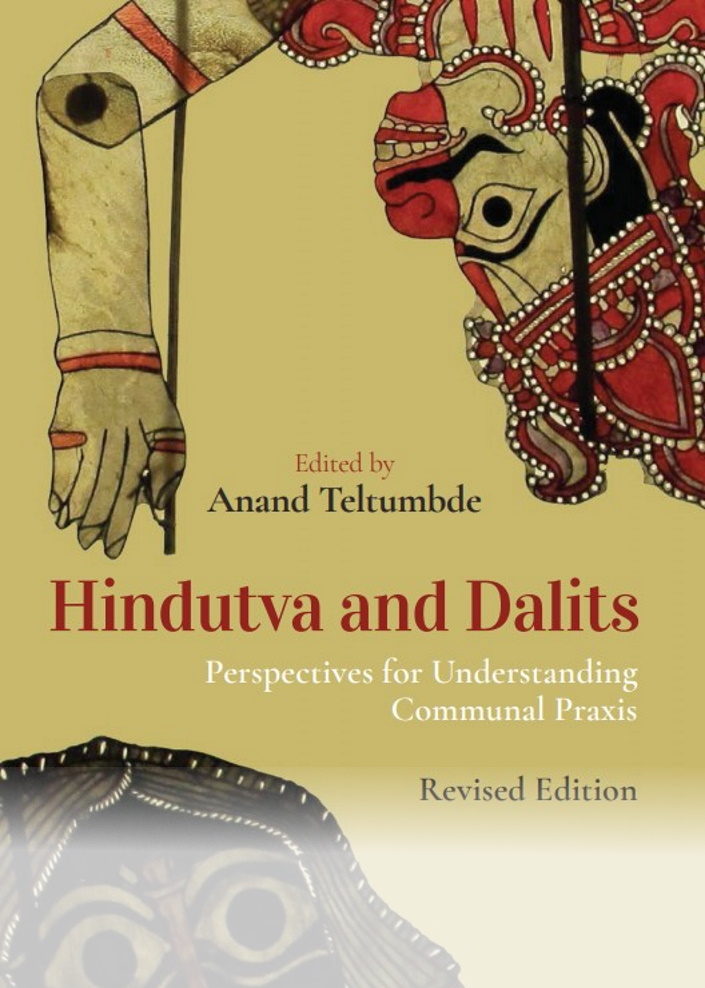 Edited by
Anand Teltumbde
Hindutva and Dalits
Perspectives for Understanding
Communal Praxis
Revised Edition